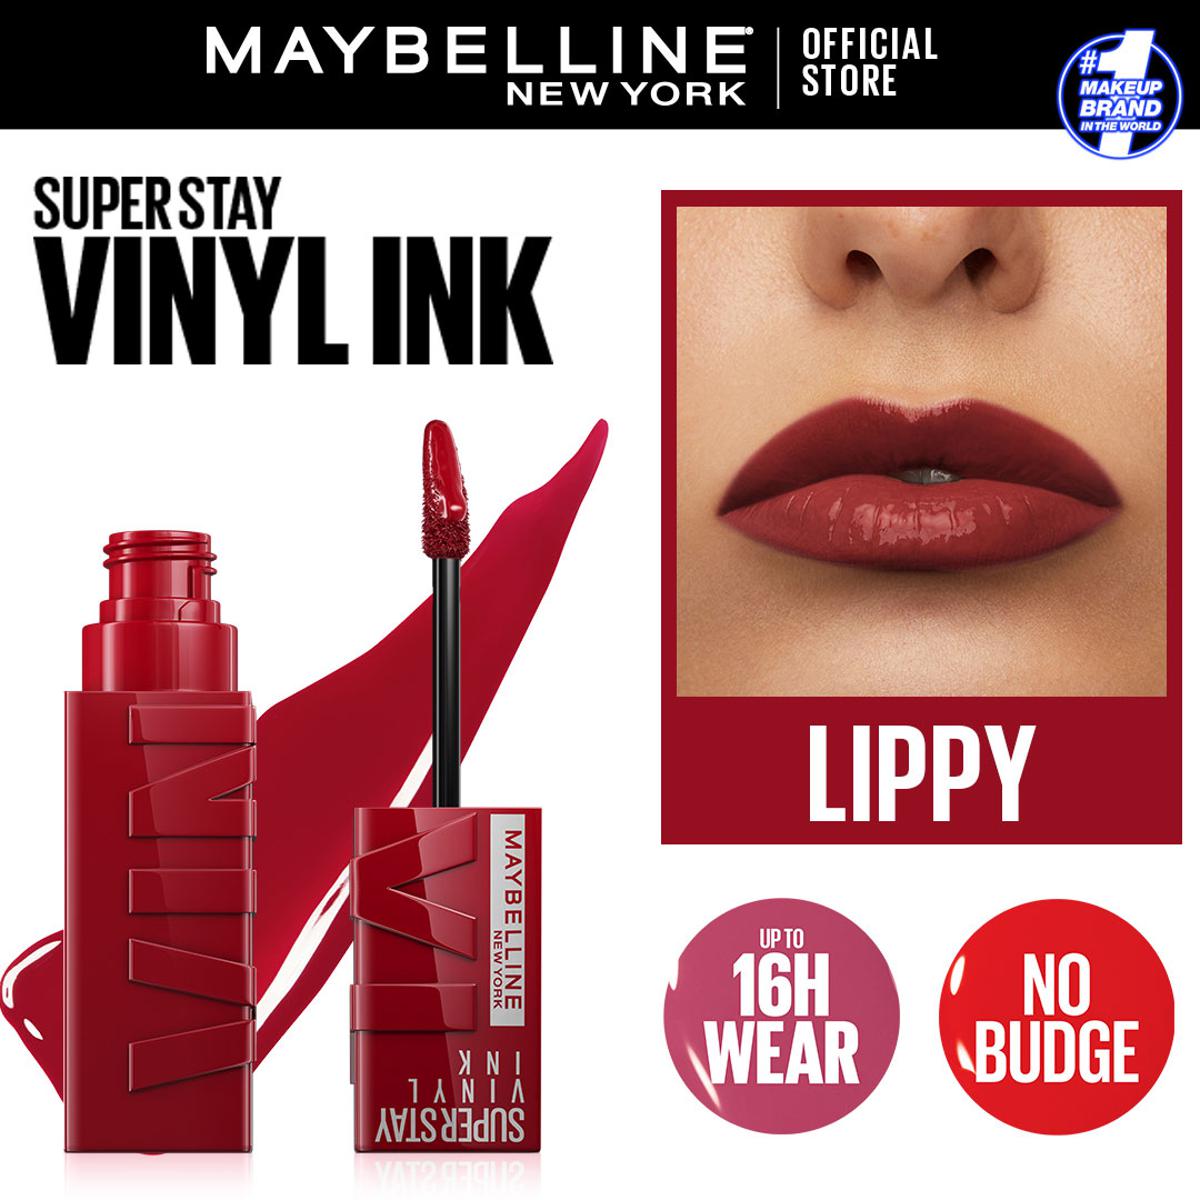 MAYBELLINE
NEW YORK
OFFICIAL
STORE
#1
MAKEUP
BRAND
IN THE WORLD
SUPER STAY
VINYL INK
LIPPY
UP TO
16H
WEAR
NO
BUDGE
VINYL
MAYBELLINE
NEW YORK
SUPER STAY
VINYL
INK